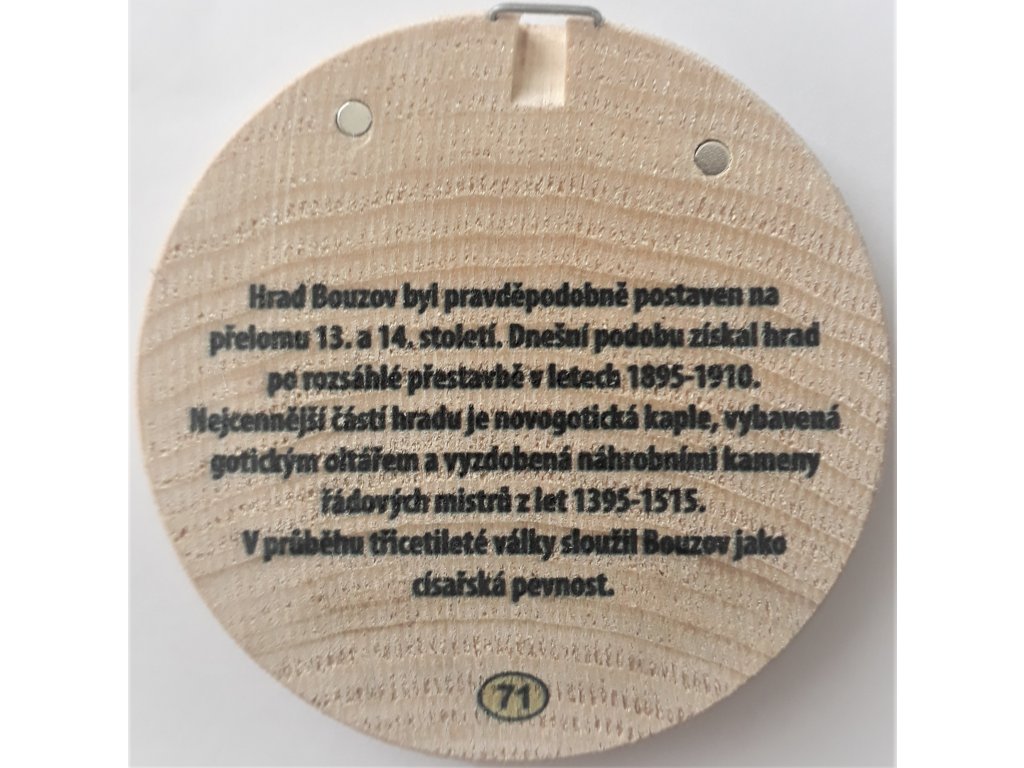 Hrad Bouzov byl pravděpodobně postaven na
přelomu 13. a 14. století. Dnešní podobu získal hrad
po rozsáhlé přestavbě v letech 1895-1910.
Nejcennější částí hradu je novogotická kaple, vybavená
gotickým oltářem a vyzdobená náhrobními kameny
řádových mistrů z let 1395-1515.
V průběhu třicetileté války sloužil Bouzov jako
císařská pevnost.
71